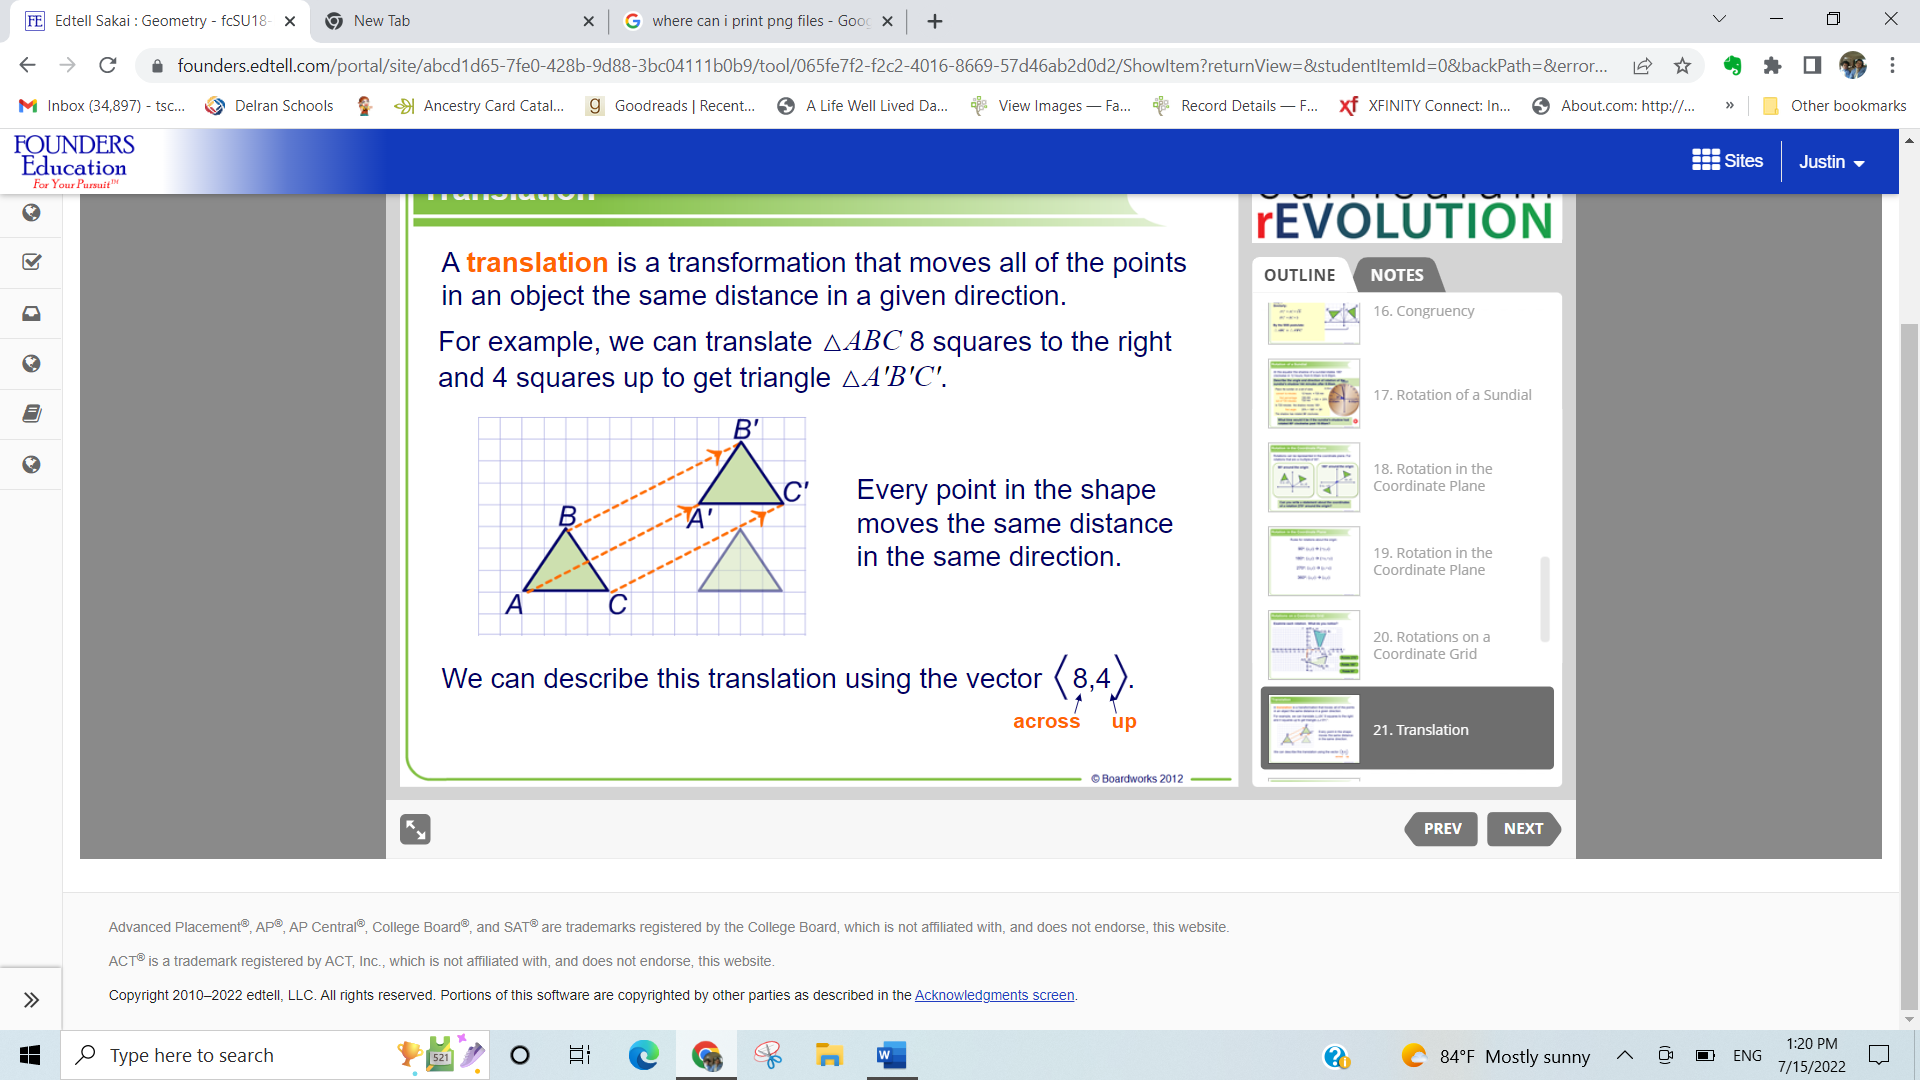 Edtell Sakai : Geometry - fcSU18-
New Tab
where can i print png files - Goog
founders.edtell.com/portal/site/abcd1d65-7fe0-428b-9d88-3bc04111b0b9/tool/065fe7f2-f2c2-4016-8669-57d46ab2d0d2/ShowItem?returnView=&studentItemId=0&backPath=&error...
Inbox (34,897) - tsc...
Delran Schools
Ancestry Card Catal...
Goodreads | Recent...
A Life Well Lived Da...
View Images — Fa...
Record Details — F...
XFINITY Connect: In...
About.com: http://...
»
Other bookmarks
FOUNDERS
Education
For Your Pursuit™
Sites
Justin
Translation
rEVOLUTION
A translation is a transformation that moves all of the points
in an object the same distance in a given direction.
For example, we can translate △ABC 8 squares to the right
and 4 squares up to get triangle △A'B'C'.
B'
C'
A'
B
A
C
Every point in the shape
moves the same distance
in the same direction.
We can describe this translation using the vector ⟨8,4⟩.
across
up
© Boardworks 2012
OUTLINE
NOTES
16. Congruency
17. Rotation of a Sundial
18. Rotation in the
Coordinate Plane
19. Rotation in the
Coordinate Plane
20. Rotations on a
Coordinate Grid
21. Translation
PREV
NEXT
Advanced Placement®, AP®, AP Central®, College Board®, and SAT® are trademarks registered by the College Board, which is not affiliated with, and does not endorse, this website.
ACT® is a trademark registered by ACT, Inc., which is not affiliated with, and does not endorse, this website.
Copyright 2010–2022 edtell, LLC. All rights reserved. Portions of this software are copyrighted by other parties as described in the Acknowledgments screen.
Type here to search
521
84°F Mostly sunny
ENG
1:20 PM
7/15/2022